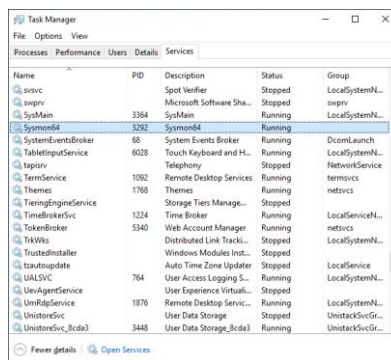 Task Manager
File Options View
Processes Performance Users Details Services
Name PID Description Status Group
svsvc Spot Verifier Stopped LocalSystemN...
swprv Microsoft Software Sha... Stopped swprv
SysMain 3364 SysMain Running LocalSystemN...
Sysmon64 3292 Sysmon64 Running
SystemEventsBroker 68 System Events Broker Running DcomLaunch
TabletInputService 6028 Touch Keyboard and H... Running LocalSystemN...
tapisrv Telephony Stopped NetworkService
TermService 1092 Remote Desktop Services Running termsvcs
Themes 1768 Themes Running netsvcs
TieringEngineService Storage Tiers Manage... Stopped
TimeBrokerSvc 1224 Time Broker Running LocalServiceN...
TokenBroker 5340 Web Account Manager Running netsvcs
TrkWks Distributed Link Tracki... Stopped LocalSystemN...
TrustedInstaller Windows Modules Inst... Stopped
tzautoupdate Auto Time Zone Updater Stopped LocalService
UALSVC 764 User Access Logging S... Running LocalSystemN...
UevAgentService User Experience Virtuali... Stopped
UmRdpService 1876 Remote Desktop Servic... Running LocalSystemN...
UnistoreSvc User Data Storage Stopped UnistackSvcGr...
UnistoreSvc_8cda3 3448 User Data Storage_8cda3 Running UnistackSvcGr...
Fewer details Open Services